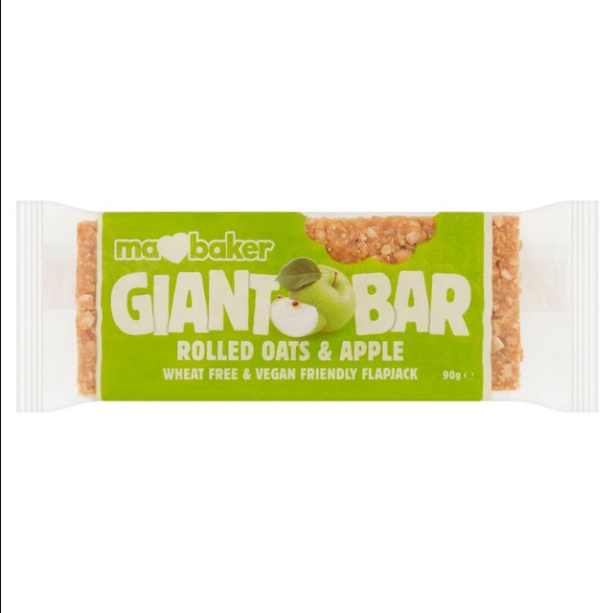 ma baker
GIANT BAR
ROLLED OATS & APPLE
WHEAT FREE & VEGAN FRIENDLY FLAPJACK 90g